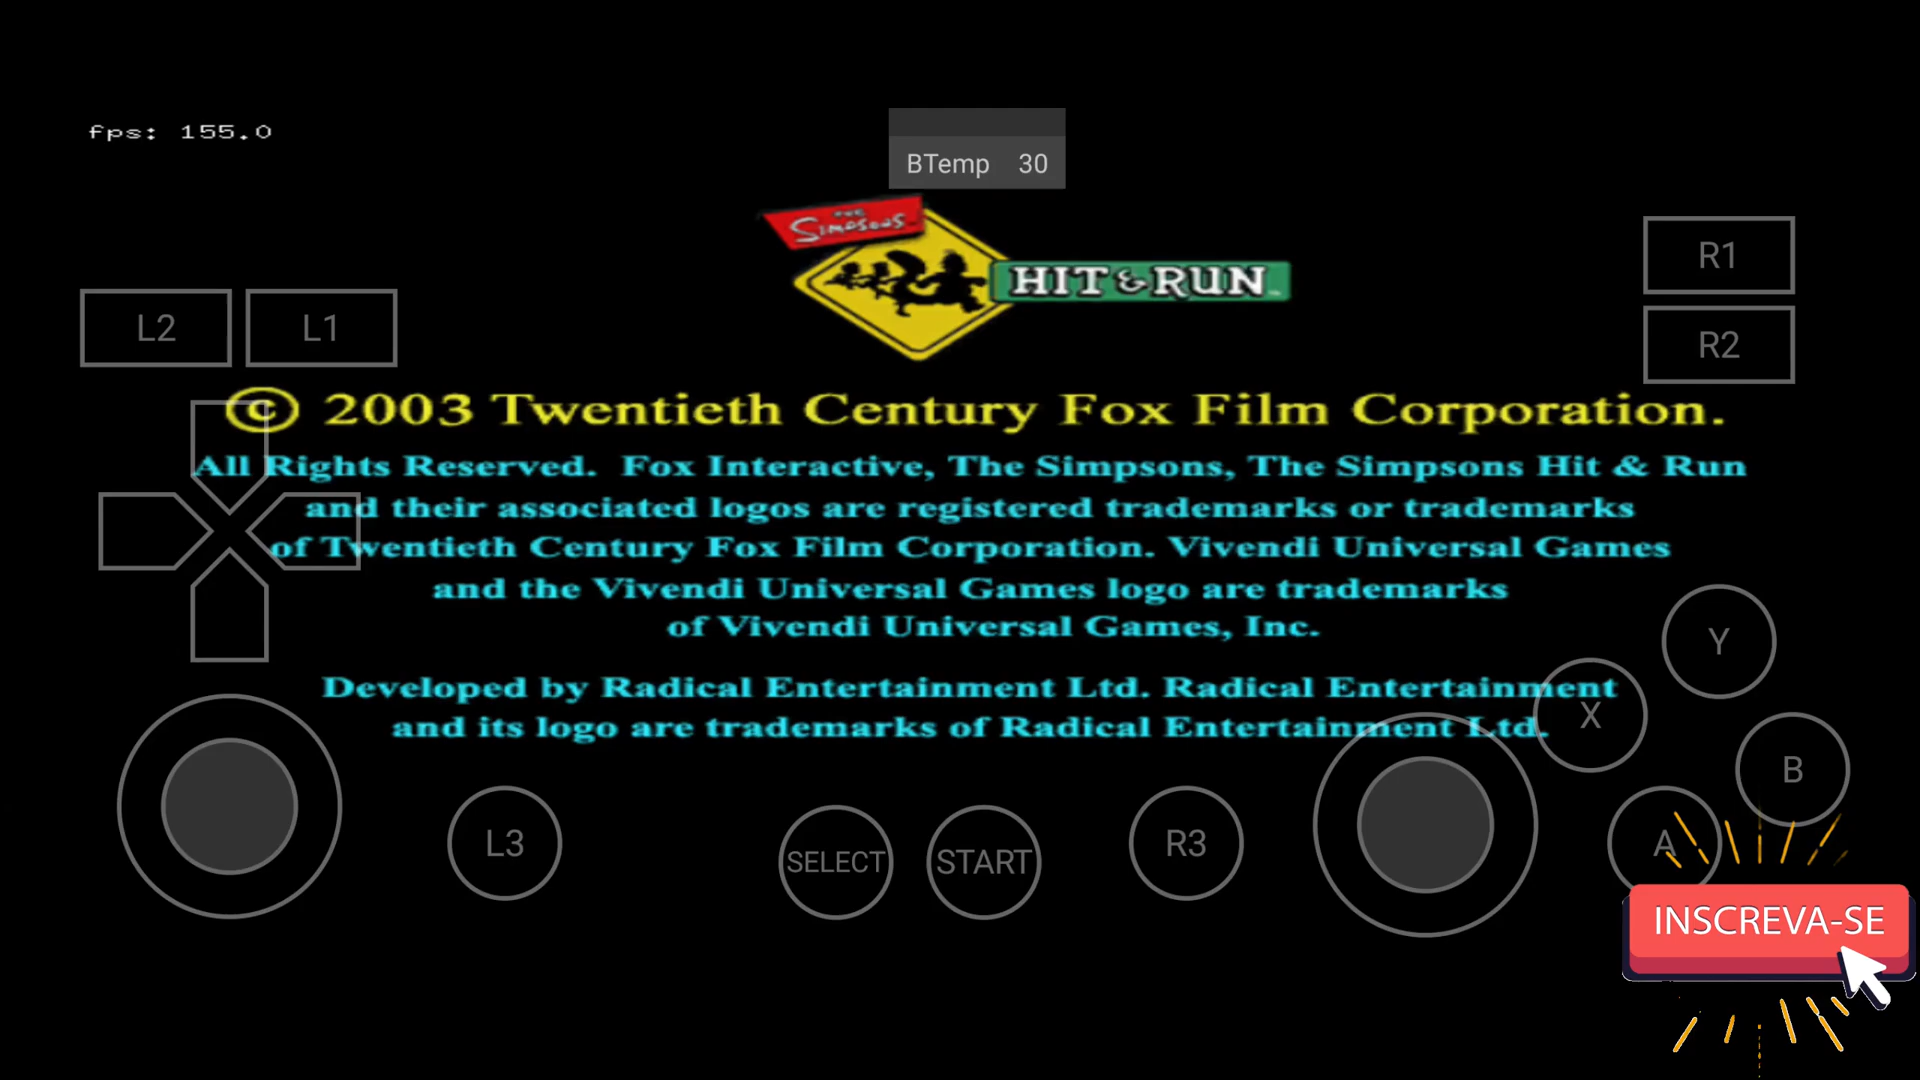 fps: 155.0
BTemp 30
THE
SIMPSONS
HIT & RUN
R1
L2
L1
R2
© 2003 Twentieth Century Fox Film Corporation.
All Rights Reserved. Fox Interactive, The Simpsons, The Simpsons Hit & Run
and their associated logos are registered trademarks or trademarks
of Twentieth Century Fox Film Corporation. Vivendi Universal Games
and the Vivendi Universal Games logo are trademarks
of Vivendi Universal Games, Inc.
Developed by Radical Entertainment Ltd. Radical Entertainment
and its logo are trademarks of Radical Entertainment Ltd.
Y
X
B
A
L3
SELECT
START
R3
INSCREVA-SE